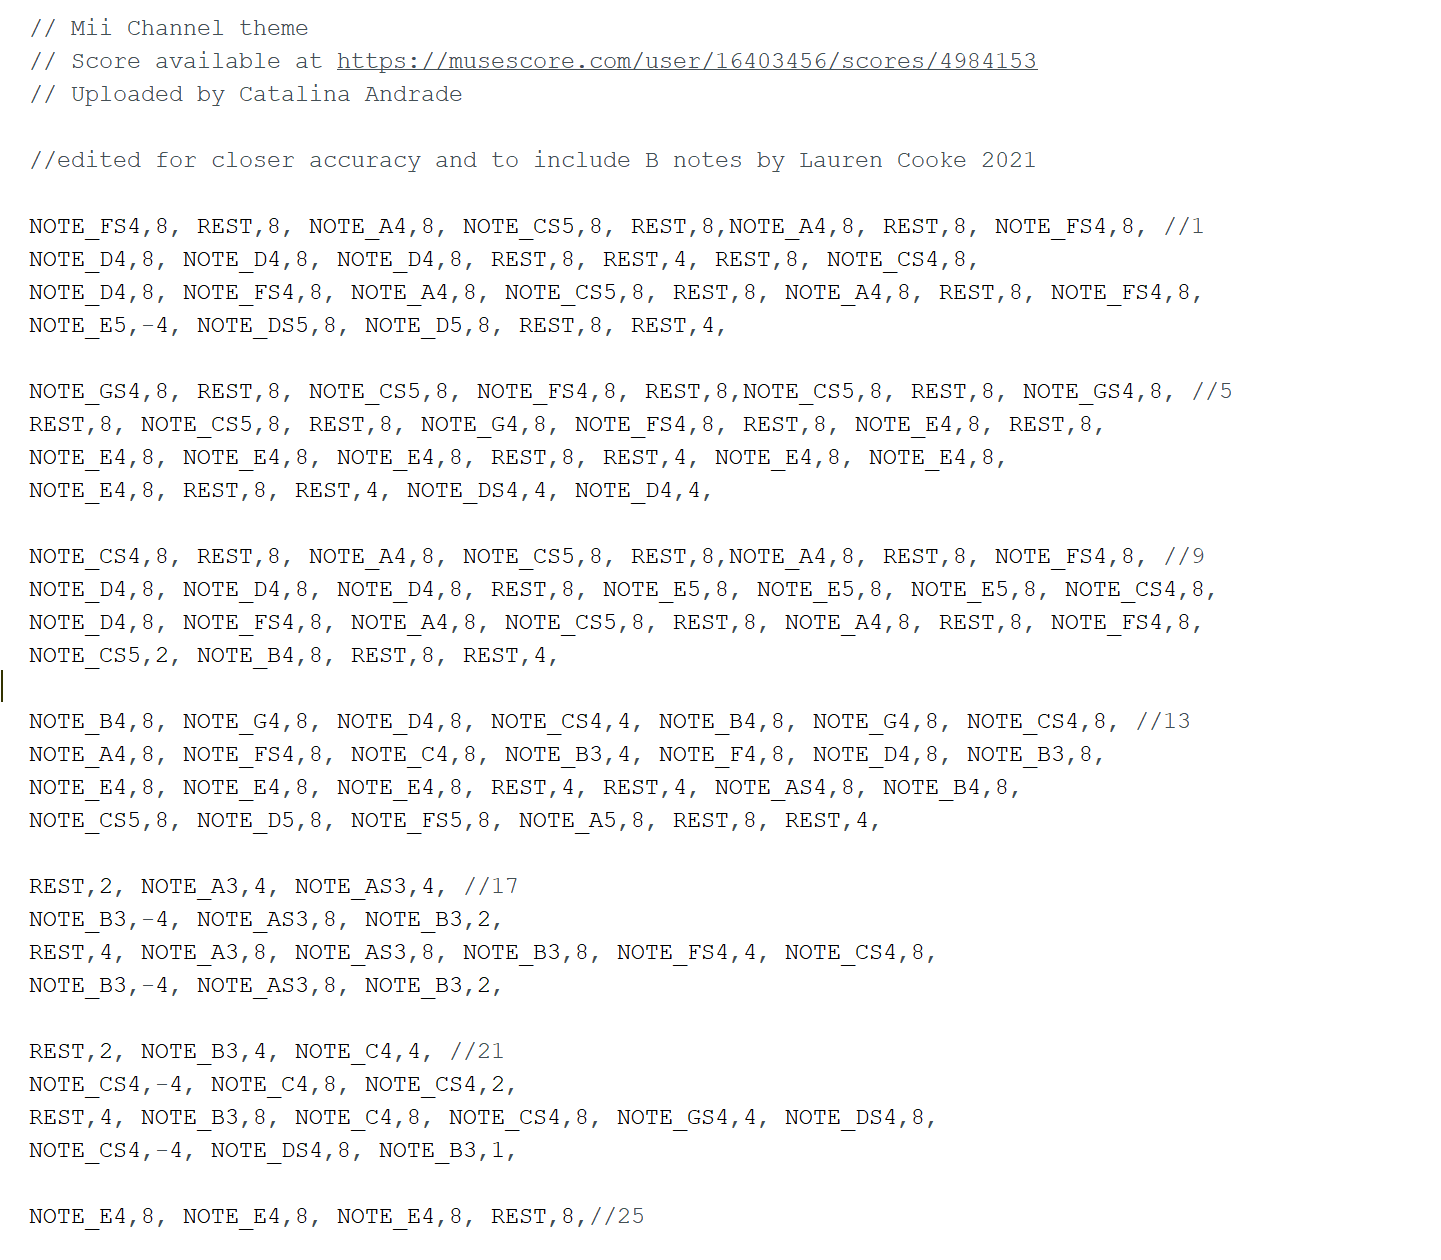 // Mii Channel theme
// Score available at https://musescore.com/user/16403456/scores/4984153
// Uploaded by Catalina Andrade
//edited for closer accuracy and to include B notes by Lauren Cooke 2021
NOTE_FS4,8, REST,8, NOTE_A4,8, NOTE_CS5,8, REST,8,NOTE_A4,8, REST,8, NOTE_FS4,8, //1
NOTE_D4,8, NOTE_D4,8, NOTE_D4,8, REST,8, REST,4, REST,8, NOTE_CS4,8,
NOTE_D4,8, NOTE_FS4,8, NOTE_A4,8, NOTE_CS5,8, REST,8, NOTE_A4,8, REST,8, NOTE_FS4,8,
NOTE_E5,-4, NOTE_DS5,8, NOTE_D5,8, REST,8, REST,4,
NOTE_GS4,8, REST,8, NOTE_CS5,8, NOTE_FS4,8, REST,8,NOTE_CS5,8, REST,8, NOTE_GS4,8, //5
REST,8, NOTE_CS5,8, REST,8, NOTE_G4,8, NOTE_FS4,8, REST,8, NOTE_E4,8, REST,8,
NOTE_E4,8, NOTE_E4,8, NOTE_E4,8, REST,8, REST,4, NOTE_E4,8, NOTE_E4,8,
NOTE_E4,8, REST,8, REST,4, NOTE_DS4,4, NOTE_D4,4,
NOTE_CS4,8, REST,8, NOTE_A4,8, NOTE_CS5,8, REST,8,NOTE_A4,8, REST,8, NOTE_FS4,8, //9
NOTE_D4,8, NOTE_D4,8, NOTE_D4,8, REST,8, NOTE_E5,8, NOTE_E5,8, NOTE_E5,8, NOTE_CS4,8,
NOTE_D4,8, NOTE_FS4,8, NOTE_A4,8, NOTE_CS5,8, REST,8, NOTE_A4,8, REST,8, NOTE_FS4,8,
NOTE_CS5,2, NOTE_B4,8, REST,8, REST,4,
NOTE_B4,8, NOTE_G4,8, NOTE_D4,8, NOTE_CS4,4, NOTE_B4,8, NOTE_G4,8, NOTE_CS4,8, //13
NOTE_A4,8, NOTE_FS4,8, NOTE_C4,8, NOTE_B3,4, NOTE_F4,8, NOTE_D4,8, NOTE_B3,8,
NOTE_E4,8, NOTE_E4,8, NOTE_E4,8, REST,4, REST,4, NOTE_AS4,8, NOTE_B4,8,
NOTE_CS5,8, NOTE_D5,8, NOTE_FS5,8, NOTE_A5,8, REST,8, REST,4,
REST,2, NOTE_A3,4, NOTE_AS3,4, //17
NOTE_B3,-4, NOTE_AS3,8, NOTE_B3,2,
REST,4, NOTE_A3,8, NOTE_AS3,8, NOTE_B3,8, NOTE_FS4,4, NOTE_CS4,8,
NOTE_B3,-4, NOTE_AS3,8, NOTE_B3,2,
REST,2, NOTE_B3,4, NOTE_C4,4, //21
NOTE_CS4,-4, NOTE_C4,8, NOTE_CS4,2,
REST,4, NOTE_B3,8, NOTE_C4,8, NOTE_CS4,8, NOTE_GS4,4, NOTE_DS4,8,
NOTE_CS4,-4, NOTE_DS4,8, NOTE_B3,1,
NOTE_E4,8, NOTE_E4,8, NOTE_E4,8, REST,8,//25